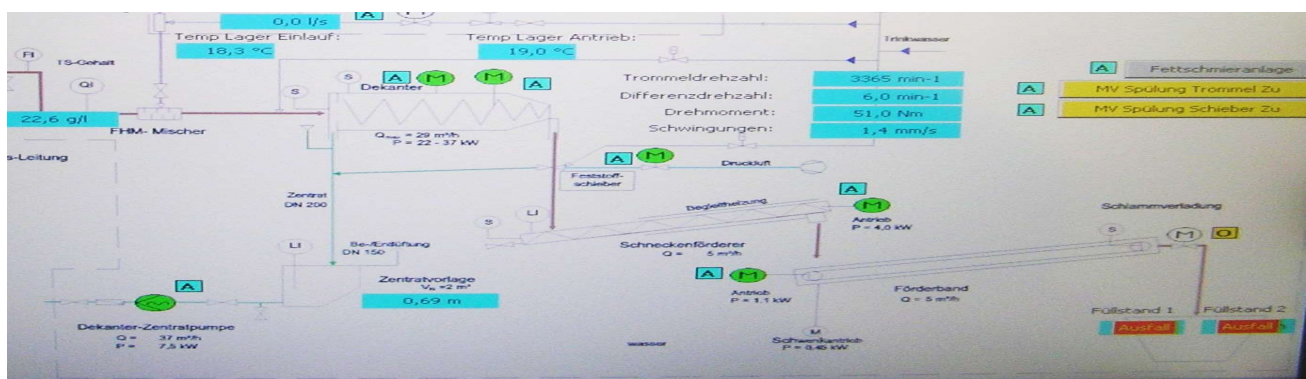 0,0 l/s
A
Temp Lager Einlauf:
Temp Lager Antrieb:
18,3 °C
19,0 °C
Trinkwasser
FI
TS-Gehalt
QI
22,6 g/l
FHM- Mischer
S
S
A
M
M
A
Dekanter
Q = 29 m³/h
P = 22 - 37 kW
Trommeldrehzahl:
3365 min-1
Differenzdrehzahl:
6,0 min-1
Drehmoment:
51,0 Nm
Schwingungen:
1,4 mm/s
A
Fettschmieranlage
A
MV Spülung Trommel Zu
A
MV Spülung Schieber Zu
s-Leitung
A
M
Druckluft
Feststoff-
schieber
Zentrat
DN 200
Begleitheizung
A
M
Antrieb
P = 4,0 kW
S
LI
Schneckenförderer
Q = 5 m³/h
Schlammverladung
S
M
O
LI
Be-/Entlüftung
DN 150
Zentratvorlage
=2 m³
0,69 m
A
M
Antrieb
P = 1.1 kW
Förderband
Q = 5 m³/h
A
Dekanter-Zentratpumpe
Q = 37 m³/h
P = 7,5 kW
M
Schwenkantrieb
P = 0,45 kW
wasser
Füllstand 1
Füllstand 2
Ausfall
Ausfall